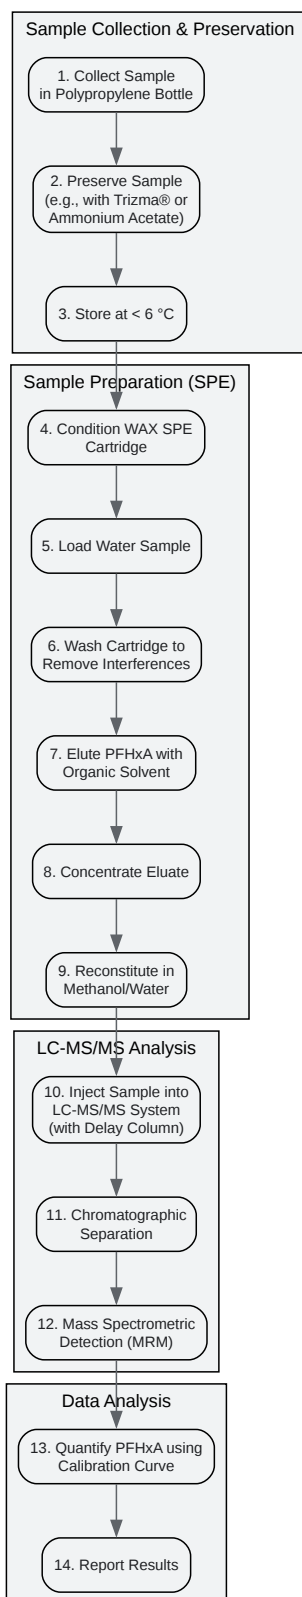 Sample Collection & Preservation
1. Collect Sample
in Polypropylene Bottle
2. Preserve Sample
(e.g., with Trizma® or
Ammonium Acetate)
3. Store at < 6 °C
Sample Preparation (SPE)
4. Condition WAX SPE
Cartridge
5. Load Water Sample
6. Wash Cartridge to
Remove Interferences
7. Elute PFHxA with
Organic Solvent
8. Concentrate Eluate
9. Reconstitute in
Methanol/Water
LC-MS/MS Analysis
10. Inject Sample into
LC-MS/MS System
(with Delay Column)
11. Chromatographic
Separation
12. Mass Spectrometric
Detection (MRM)
Data Analysis
13. Quantify PFHxA using
Calibration Curve
14. Report Results